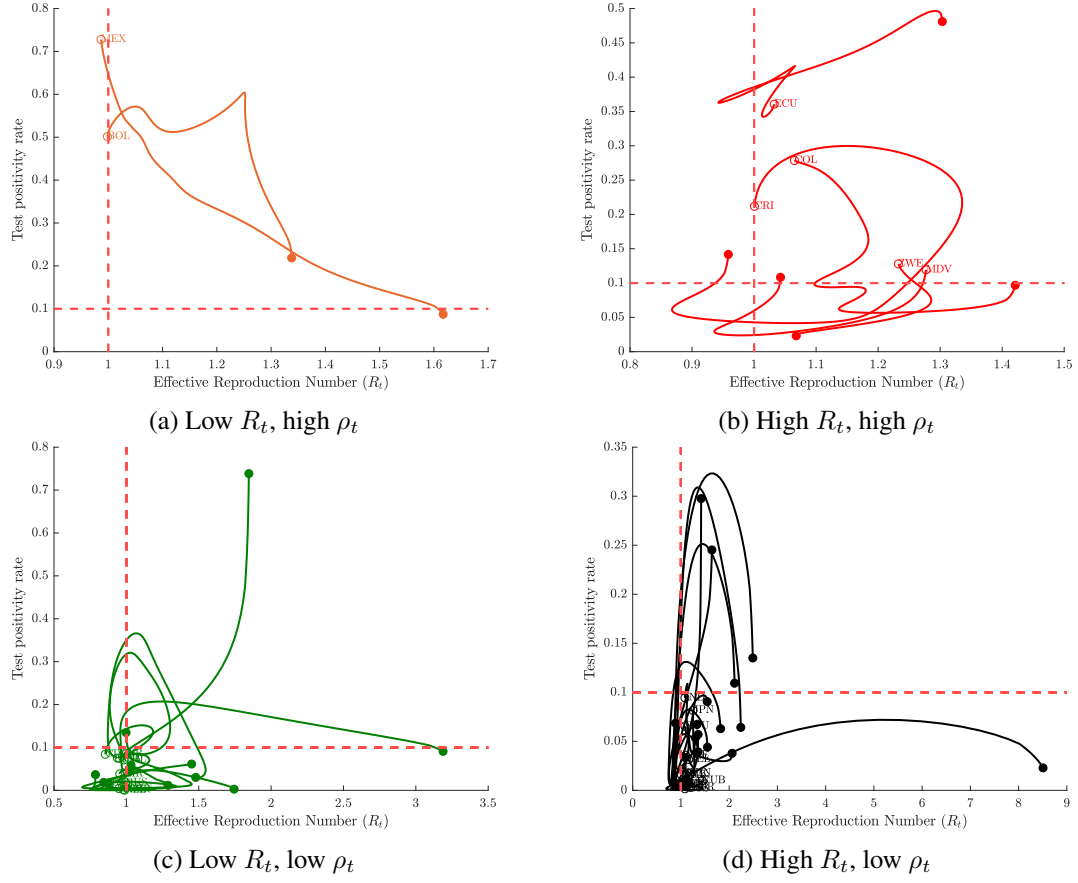 0.8
0.7
0.6
0.5
0.4
0.3
0.2
0.1
0
Test positivity rate
MEX
BOL
0.9 1 1.1 1.2 1.3 1.4 1.5 1.6 1.7
Effective Reproduction Number (Rₜ)
(a) Low Rₜ, high ρₜ
0.5
0.45
0.4
0.35
0.3
0.25
0.2
0.15
0.1
0.05
0
Test positivity rate
ECU
COL
CRI
ZWE
MDV
0.8 0.9 1 1.1 1.2 1.3 1.4 1.5
Effective Reproduction Number (Rₜ)
(b) High Rₜ, high ρₜ
0.8
0.7
0.6
0.5
0.4
0.3
0.2
0.1
0
Test positivity rate
0.5 1 1.5 2 2.5 3 3.5
Effective Reproduction Number (Rₜ)
(c) Low Rₜ, low ρₜ
0.35
0.3
0.25
0.2
0.15
0.1
0.05
0
Test positivity rate
JPN
0 1 2 3 4 5 6 7 8 9
Effective Reproduction Number (Rₜ)
(d) High Rₜ, low ρₜ